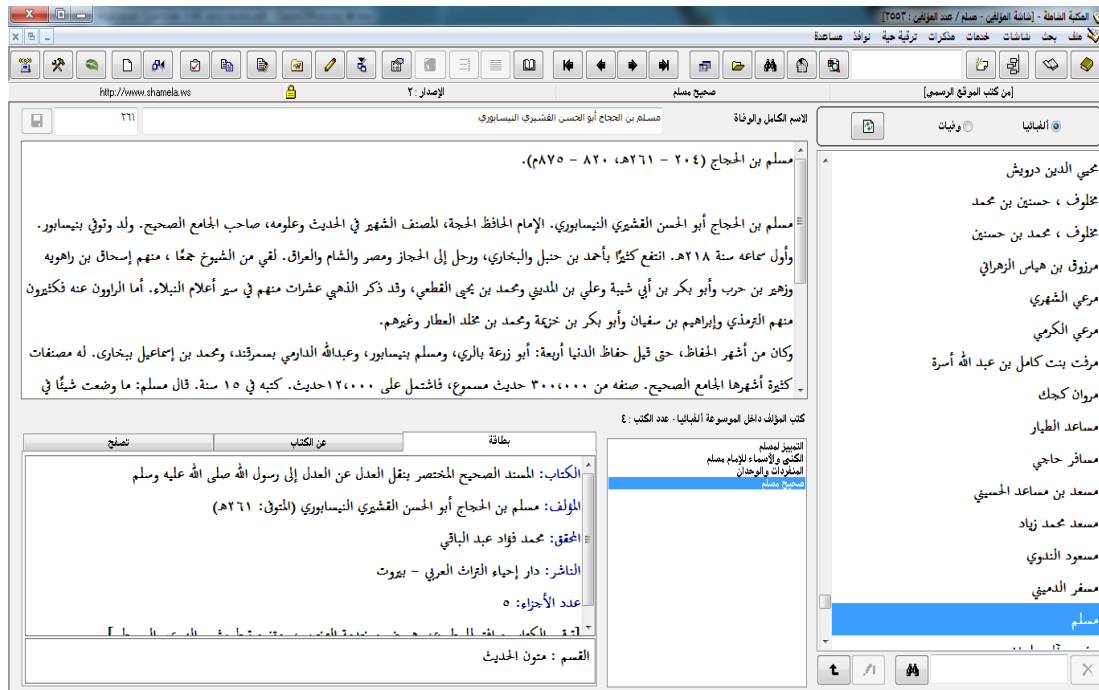 المكتبة الشاملة - [شاشة المؤلفين - مسلم / عدد المؤلفين : ٢٥٥٣]
ملف بحث شاشات خدمات مذكرات ترقية حية نوافذ مساعدة
[من كتب الموقع الرسمي]
صحيح مسلم
الإصدار : ٢
http://www.shamela.ws
ألفبائيا
وفيات
محيي الدين درويش
مخلوف ، حسنين بن محمد
مخلوف ، محمد بن حسنين
مرزوق بن هياس الزهراني
مرعي الشهري
مرعي الكرمي
مرفت بنت كامل بن عبد الله أسرة
مروان كجك
مساعد الطيار
مسافر حاجي
مسعد بن مساعد الحسيني
مسعد محمد زياد
مسعود الندوي
مسفر الدميني
مسلم
الاسم الكامل والوفاة
مسلم بن الحجاج أبو الحسن القشيري النيسابوري
٢٦١
مسلم بن الحجاج (٢٠٤ - ٢٦١هـ، ٨٢٠ - ٨٧٥م).
مسلم بن الحجاج أبو الحسن القشيري النيسابوري. الإمام الحافظ الحجة، المصنف الشهير في الحديث وعلومه، صاحب الجامع الصحيح. ولد وتوفي بنيسابور.
وأول سماعه سنة ٢١٨هـ. انتفع كثيرًا بأحمد بن حنبل والبخاري، ورحل إلى الحجاز ومصر والشام والعراق. لقي من الشيوخ جمعًا ، منهم إسحاق بن راهويه
وزهير بن حرب وأبو بكر بن أبي شيبة وعلي بن المديني ومحمد بن يحيى القطعي، وقد ذكر الذهبي عشرات منهم في سير أعلام النبلاء. أما الراوون عنه فكثيرون
منهم الترمذي وإبراهيم بن سفيان وأبو بكر بن خزيمة ومحمد بن مخلد العطار وغيرهم.
وكان من أشهر الحفاظ، حتى قيل حفاظ الدنيا أربعة: أبو زرعة بالري، ومسلم بنيسابور، وعبدالله الدارمي بسمرقند، ومحمد بن إسماعيل ببخارى. له مصنفات
كثيرة أشهرها الجامع الصحيح. صنفه من ٣٠٠،٠٠٠ حديث مسموع، فاشتمل على ١٢،٠٠٠حديث. كتبه في ١٥ سنة. قال مسلم: ما وضعت شيئًا في
كتب المؤلف داخل الموسوعة ألفبائيا - عدد الكتب : ٤
التمييز لمسلم
الكنى والأسماء للإمام مسلم
المنفردات والوحدان
صحيح مسلم
بطاقة
عن الكتاب
تصفح
الكتاب: المسند الصحيح المختصر بنقل العدل عن العدل إلى رسول الله صلى الله عليه وسلم
المؤلف: مسلم بن الحجاج أبو الحسن القشيري النيسابوري (المتوفى: ٢٦١هـ)
المحقق: محمد فؤاد عبد الباقي
الناشر: دار إحياء التراث العربي - بيروت
عدد الأجزاء: ٥
القسم : متون الحديث